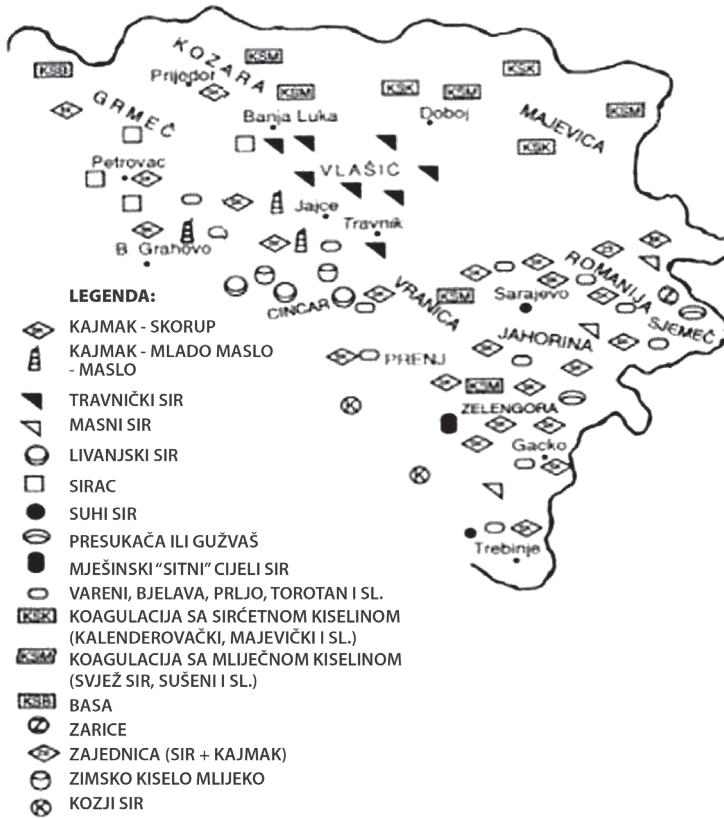 KOZARA
KSM
KSB
Prijedor
KSK
KSM
KSK
KSM
GRMEČ
KSM
Banja Luka
Doboj
MAJEVICA
KSK
Petrovac
VLAŠIĆ
Jajce
Travnik
B. Grahovo
ROMANIJA
VRANICA
KSM
Sarajevo
CINCAR
SJEMEČ
JAHORINA
PRENJ
KSM
ZELENGORA
K
Gacko
K
Trebinje
LEGENDA:
KAJMAK - SKORUP
KAJMAK - MLADO MASLO
- MASLO
TRAVNIČKI SIR
MASNI SIR
LIVANJSKI SIR
SIRAC
SUHI SIR
PRESUKAČA ILI GUŽVAŠ
MJEŠINSKI "SITNI" CIJELI SIR
VARENI, BJELAVA, PRLJO, TOROTAN I SL.
KSK KOAGULACIJA SA SIRĆETNOM KISELINOM
(KALENDEROVAČKI, MAJEVIČKI I SL.)
KSM KOAGULACIJA SA MLIJEČNOM KISELINOM
(SVJEŽ SIR, SUŠENI I SL.)
KSB BASA
ZARICE
ZAJEDNICA (SIR + KAJMAK)
ZIMSKO KISELO MLIJEKO
K KOZJI SIR